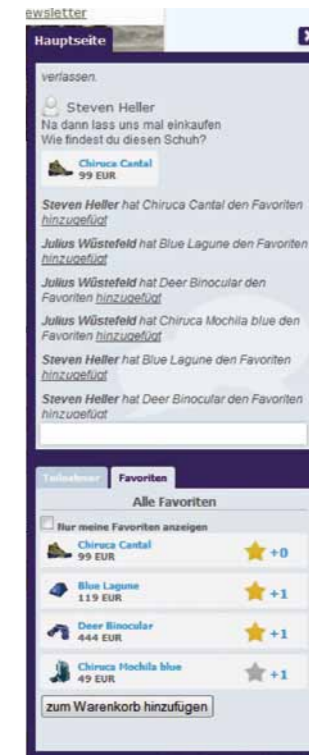 ewsletter
Hauptseite
verlassen.
Steven Heller
Na dann lass uns mal einkaufen
Wie findest du diesen Schuh?
Chiruca Cantal
99 EUR
Steven Heller hat Chiruca Cantal den Favoriten
hinzugefügt
Julius Wüstefeld hat Blue Lagune den Favoriten
hinzugefügt
Julius Wüstefeld hat Deer Binocular den
Favoriten hinzugefügt
Julius Wüstefeld hat Chiruca Mochila blue den
Favoriten hinzugefügt
Steven Heller hat Blue Lagune den Favoriten
hinzugefügt
Steven Heller hat Deer Binocular den Favoriten
hinzugefügt
Teilnehmer Favoriten
Alle Favoriten
Nur meine Favoriten anzeigen
Chiruca Cantal
99 EUR +0
Blue Lagune
119 EUR +1
Deer Binocular
444 EUR +1
Chiruca Mochila blue
49 EUR +1
zum Warenkorb hinzufügen